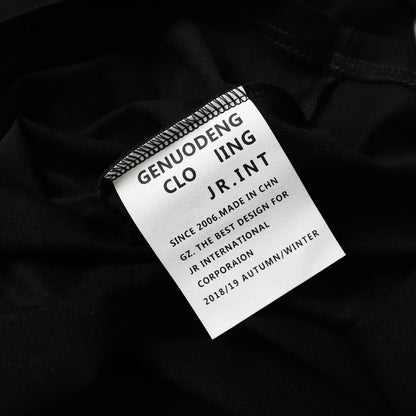 GENUODENG
CLO IING
JR.INT
SINCE 2006.MADE IN CHN
GZ. THE BEST DESIGN FOR
JR INTERNATIONAL
CORPORAION
2018/19 AUTUMN/WINTER